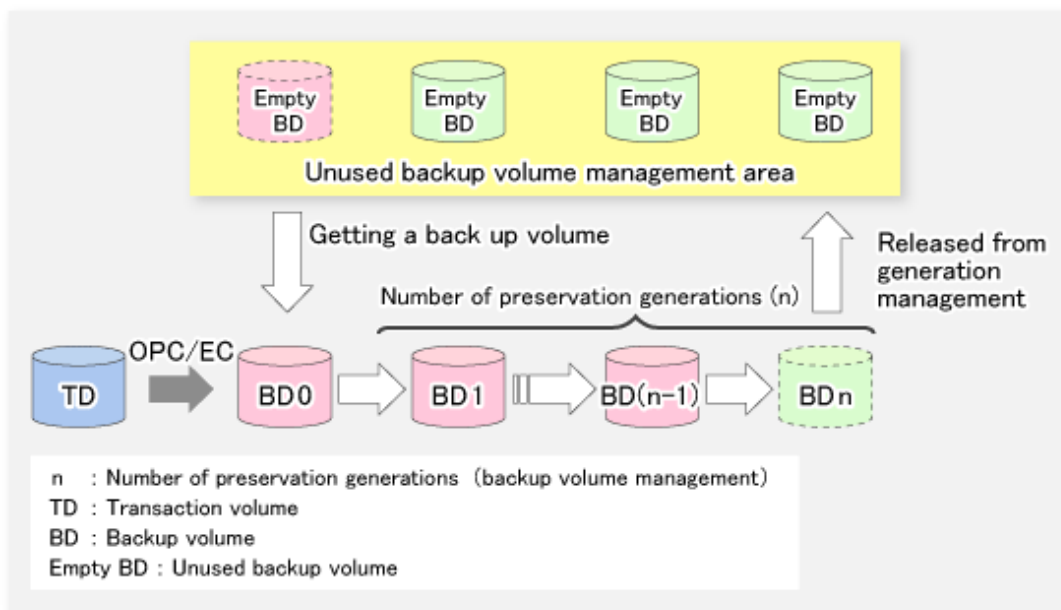 Empty
BD
Empty
BD
Empty
BD
Empty
BD
Unused backup volume management area
Getting a back up volume
Released from
generation
management
Number of preservation generations (n)
OPC/EC
TD
BD0
BD1
BD(n-1)
BDn
n : Number of preservation generations (backup volume management)
TD : Transaction volume
BD : Backup volume
Empty BD : Unused backup volume